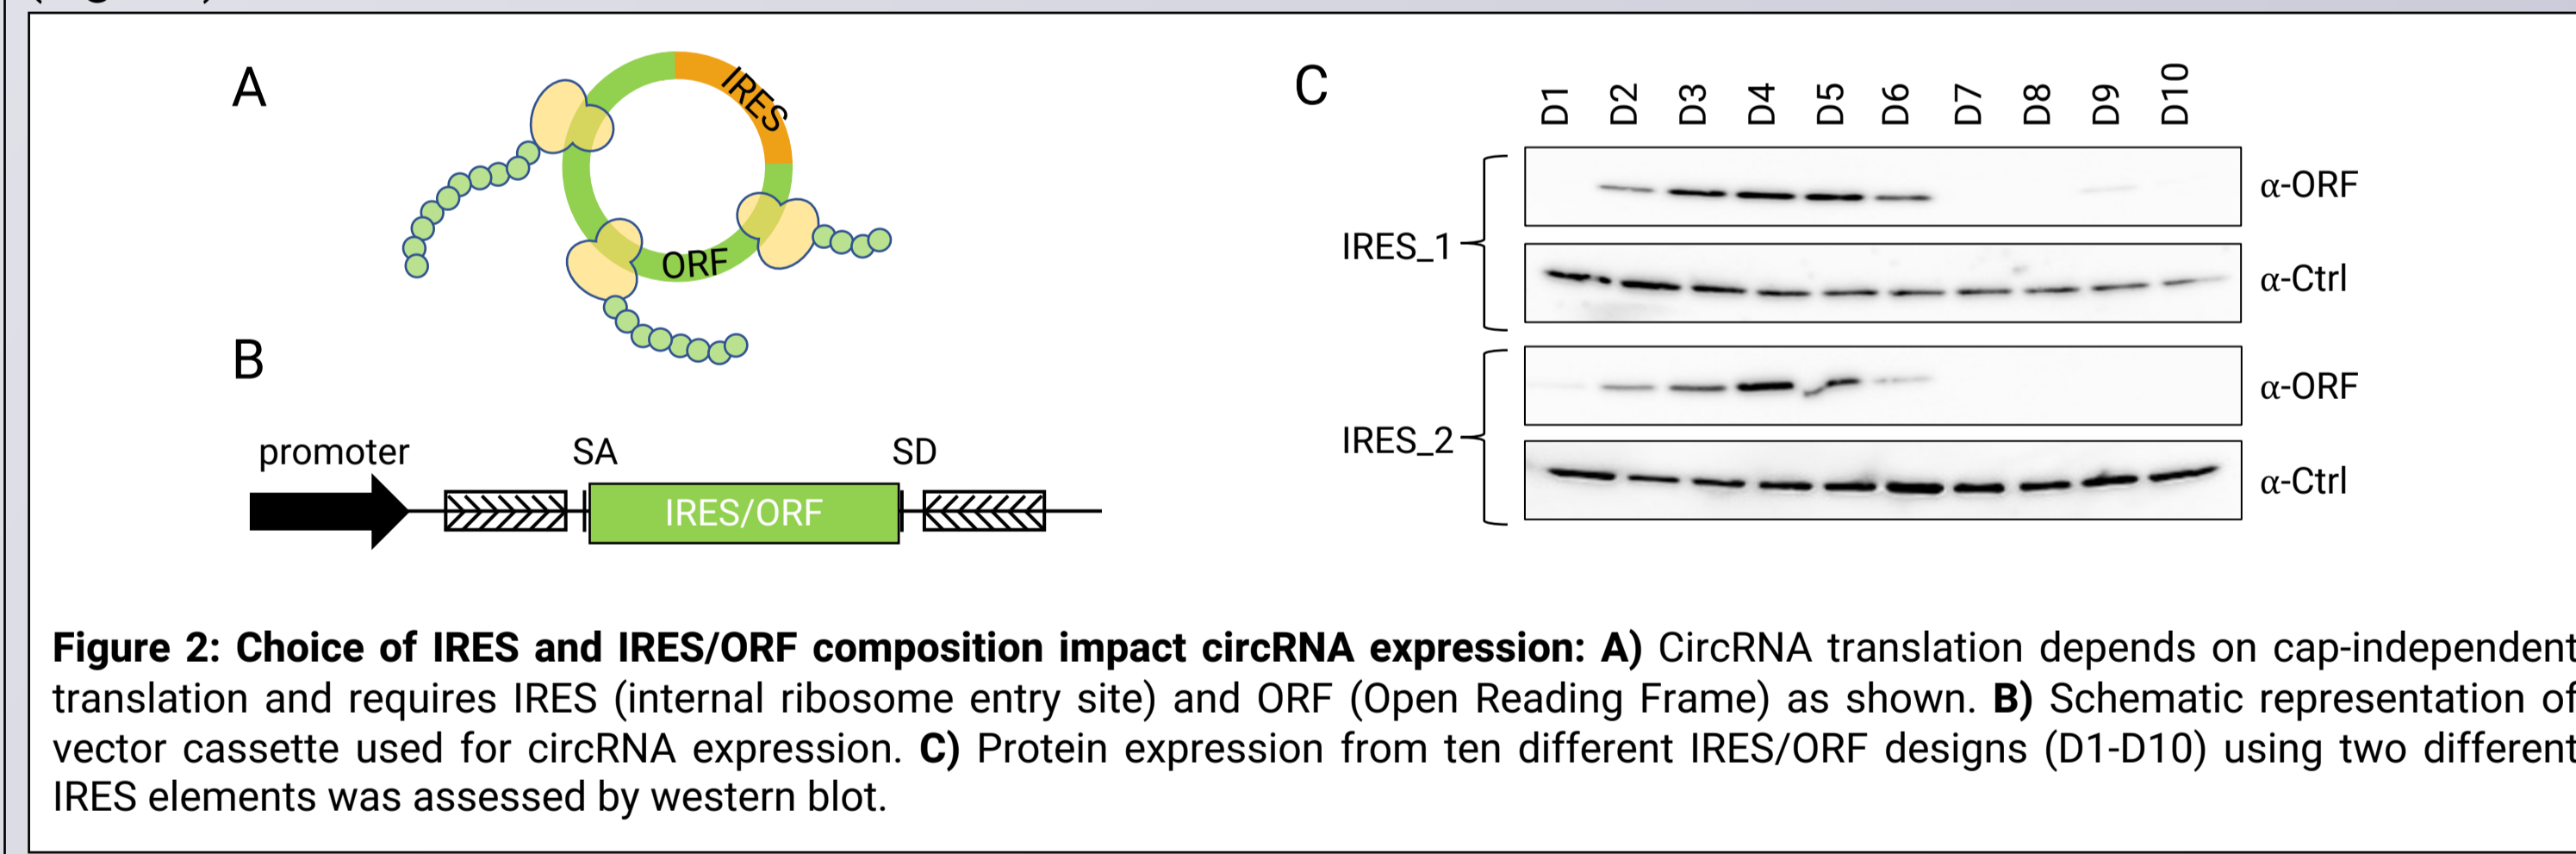 A
IRES
ORF
B
promoter
SA
SD
IRES/ORF
C
D1
D2
D3
D4
D5
D6
D7
D8
D9
D10
IRES_1
α-ORF
α-Ctrl
IRES_2
α-ORF
α-Ctrl
Figure 2: Choice of IRES and IRES/ORF composition impact circRNA expression: A) CircRNA translation depends on cap-independent
translation and requires IRES (internal ribosome entry site) and ORF (Open Reading Frame) as shown. B) Schematic representation of
vector cassette used for circRNA expression. C) Protein expression from ten different IRES/ORF designs (D1-D10) using two different
IRES elements was assessed by western blot.